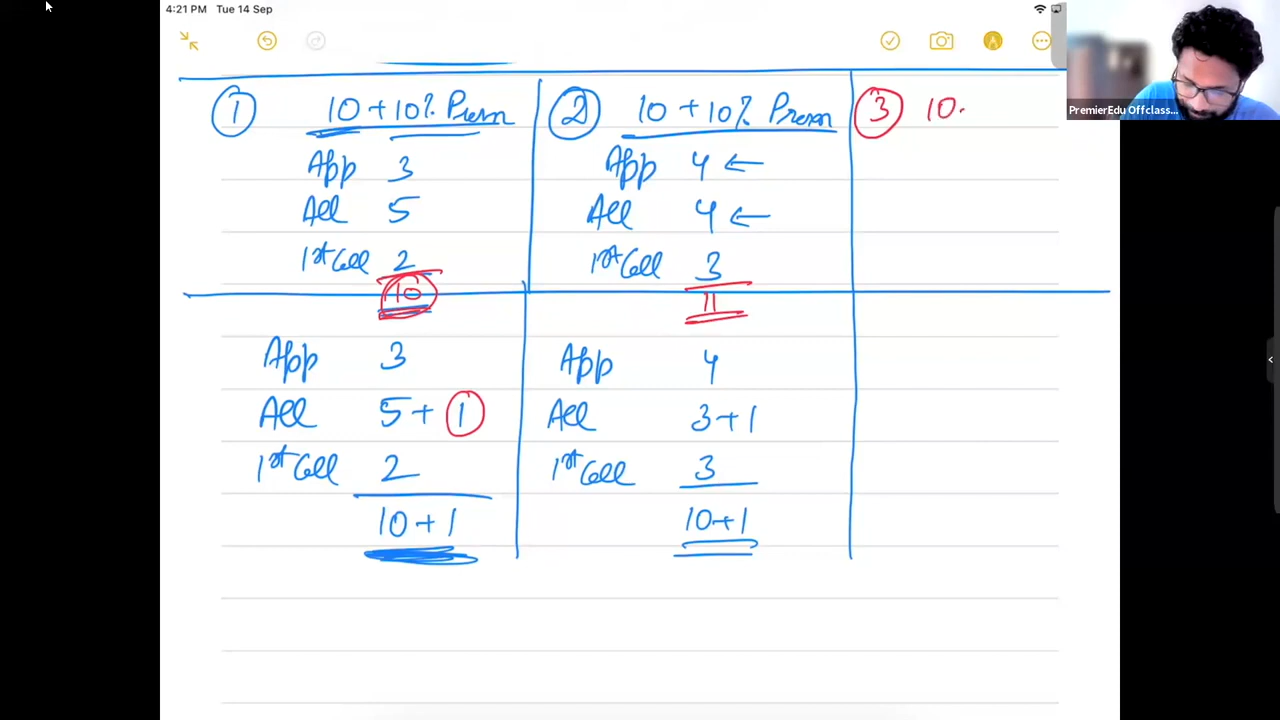 4:21 PM Tue 14 Sep
PremierEdu Offclass...
1 10 + 10% Prem
App 3
All 5
1st Call 2
10
2 10 + 10% Prem
App 4 ←
All 4 ←
1st Call 3
11
3 10.
App 3
All 5 + 1
1st Call 2
10 + 1
App 4
All 3 + 1
1st Call 3
10 + 1